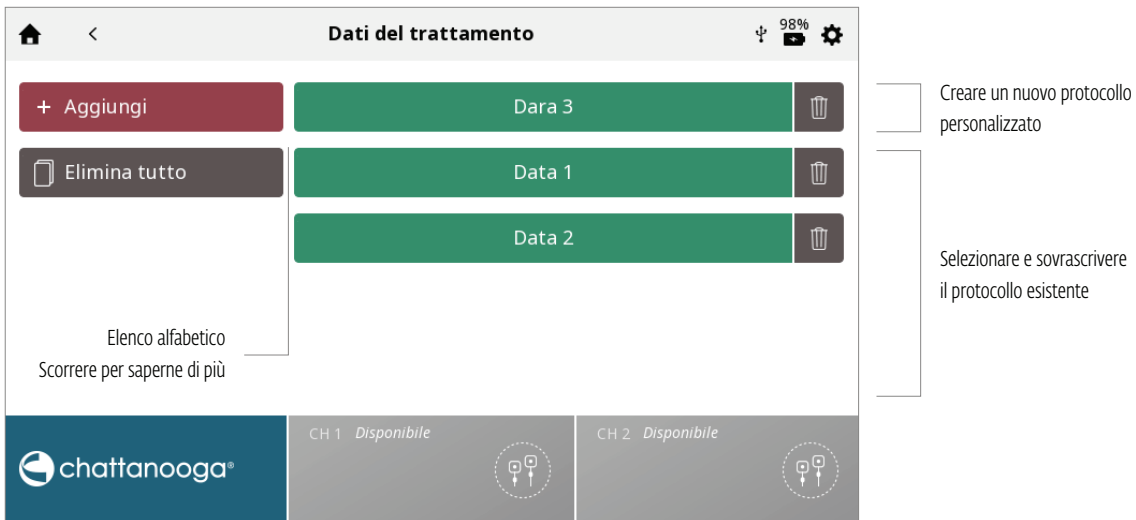 Dati del trattamento
98%
+ Aggiungi
Dara 3
Creare un nuovo protocollo
personalizzato
Elimina tutto
Data 1
Data 2
Selezionare e sovrascrivere
il protocollo esistente
Elenco alfabetico
Scorrere per saperne di più
chattanooga®
CH 1 Disponibile
CH 2 Disponibile